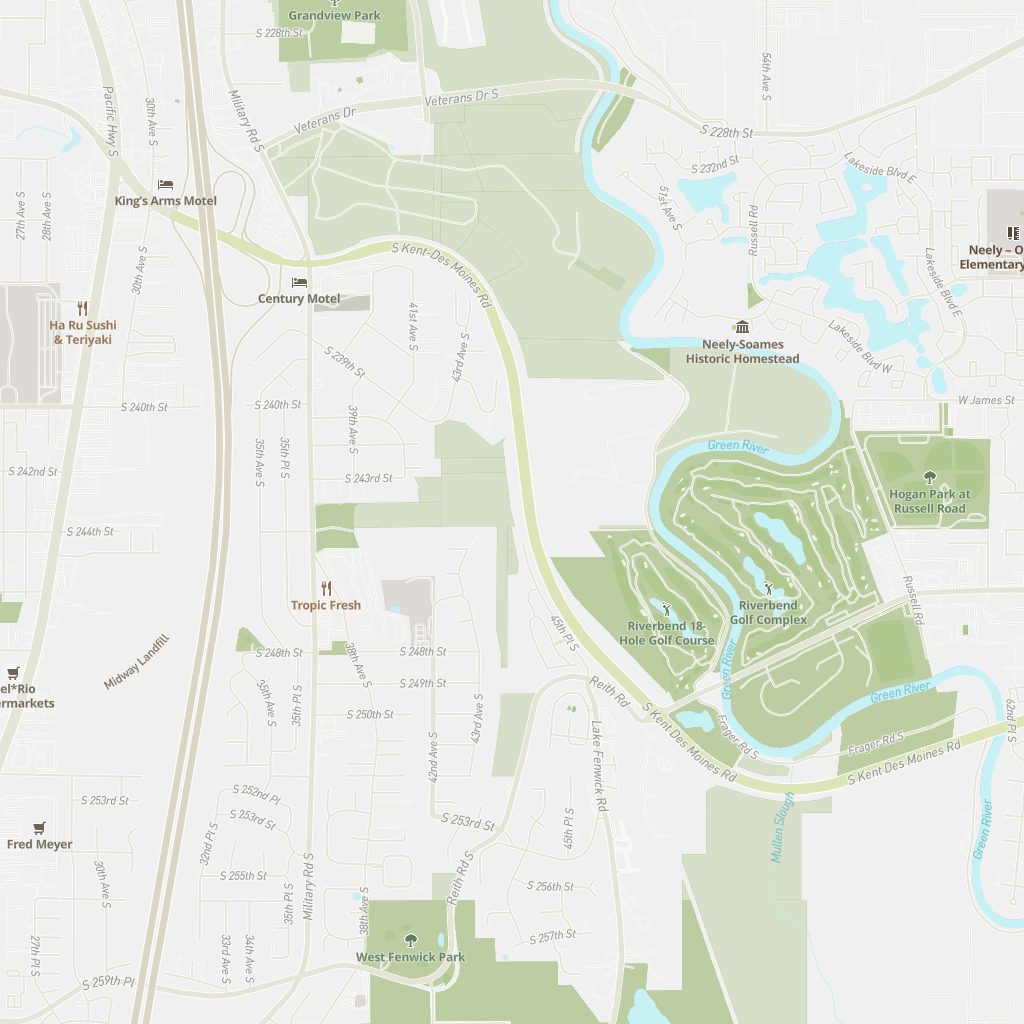 Grandview Park
S 228th St
54th Ave S
Pacific Hwy S
30th Ave S
Military Rd S
Veterans Dr
Veterans Dr S
S 228th St
S 232nd St
Lakeside Blvd E
King's Arms Motel
27th Ave S
28th Ave S
51st Ave S
Russell Rd
Neely – O
Elementary
30th Ave S
S Kent-Des Moines Rd
Lakeside Blvd E
Century Motel
Ha Ru Sushi
& Teriyaki
41st Ave S
43rd Ave S
S 239th St
Neely-Soames
Historic Homestead
Lakeside Blvd W
W James St
S 240th St
S 240th St
39th Ave S
35th Ave S
35th Pl S
Green River
S 242nd St
S 243rd St
Hogan Park at
Russell Road
S 244th St
Tropic Fresh
Riverbend
Golf Complex
Riverbend 18-
Hole Golf Course
Russell Rd
45th Pl S
Midway Landfill
S 248th St
S 248th St
38th Ave S
Green River
Green River
el*Rio
ermarkets
S 249th St
35th Ave S
35th Pl S
S 250th St
43rd Ave S
42nd Ave S
Reith Rd
Lake Fenwick Rd
S Kent Des Moines Rd
Frager Rd S
Frager Rd S
S Kent Des Moines Rd
62nd Pl S
S 253rd St
S 252nd Pl
S 253rd St
S 253rd St
32nd Pl S
45th Pl S
Mullen Slough
Green River
Fred Meyer
30th Ave S
S 255th St
35th Pl S
Military Rd S
38th Ave S
Reith Rd S
S 256th St
S 257th St
27th Pl S
33rd Ave S
34th Ave S
West Fenwick Park
S 259th Pl